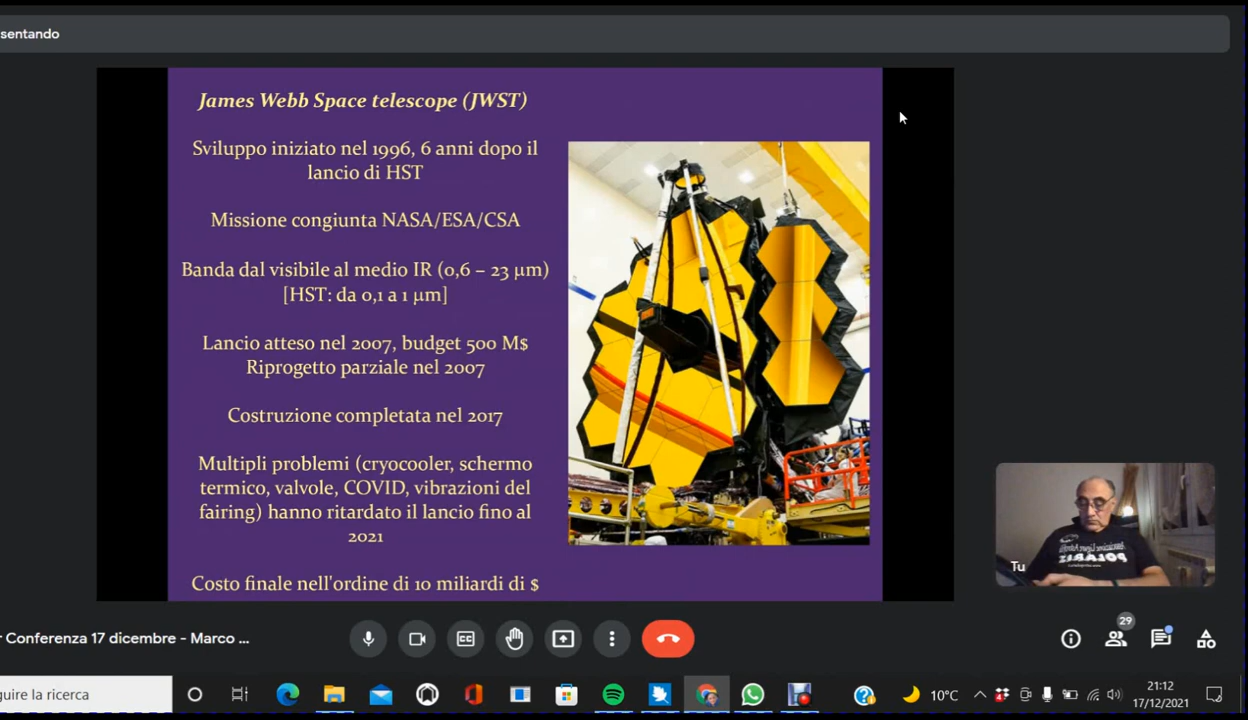 sentando
James Webb Space telescope (JWST)
Sviluppo iniziato nel 1996, 6 anni dopo il
lancio di HST
Missione congiunta NASA/ESA/CSA
Banda dal visibile al medio IR (0,6 – 23 μm)
[HST: da 0,1 a 1 μm]
Lancio atteso nel 2007, budget 500 M$
Riprogetto parziale nel 2007
Costruzione completata nel 2017
Multipli problemi (cryocooler, schermo
termico, valvole, COVID, vibrazioni del
fairing) hanno ritardato il lancio fino al
2021
Costo finale nell'ordine di 10 miliardi di $
Tu
POLARIS
r Conferenza 17 dicembre - Marco ...
CC
29
guire la ricerca
10°C
21:12
17/12/2021